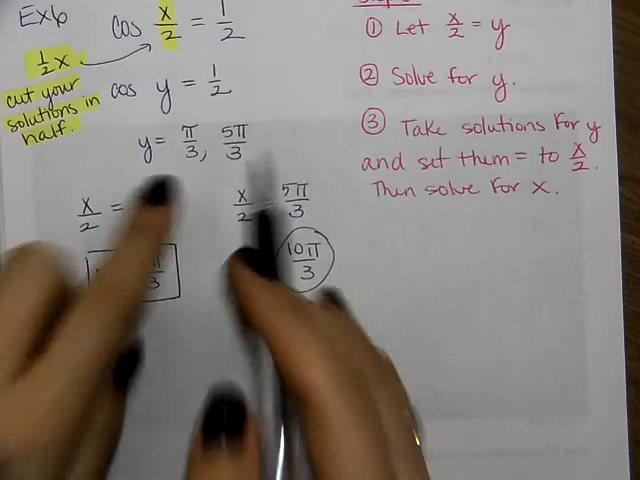 Ex6
cos x/2 = 1/2
1/2 x
cut your
solutions in
half.
cos y = 1/2
y = π/3, 5π/3
x/2 =
x/2 = 5π/3
π/3
10π/3
① Let x/2 = y
② Solve for y.
③ Take solutions for y
and set them = to x/2.
Then solve for x.